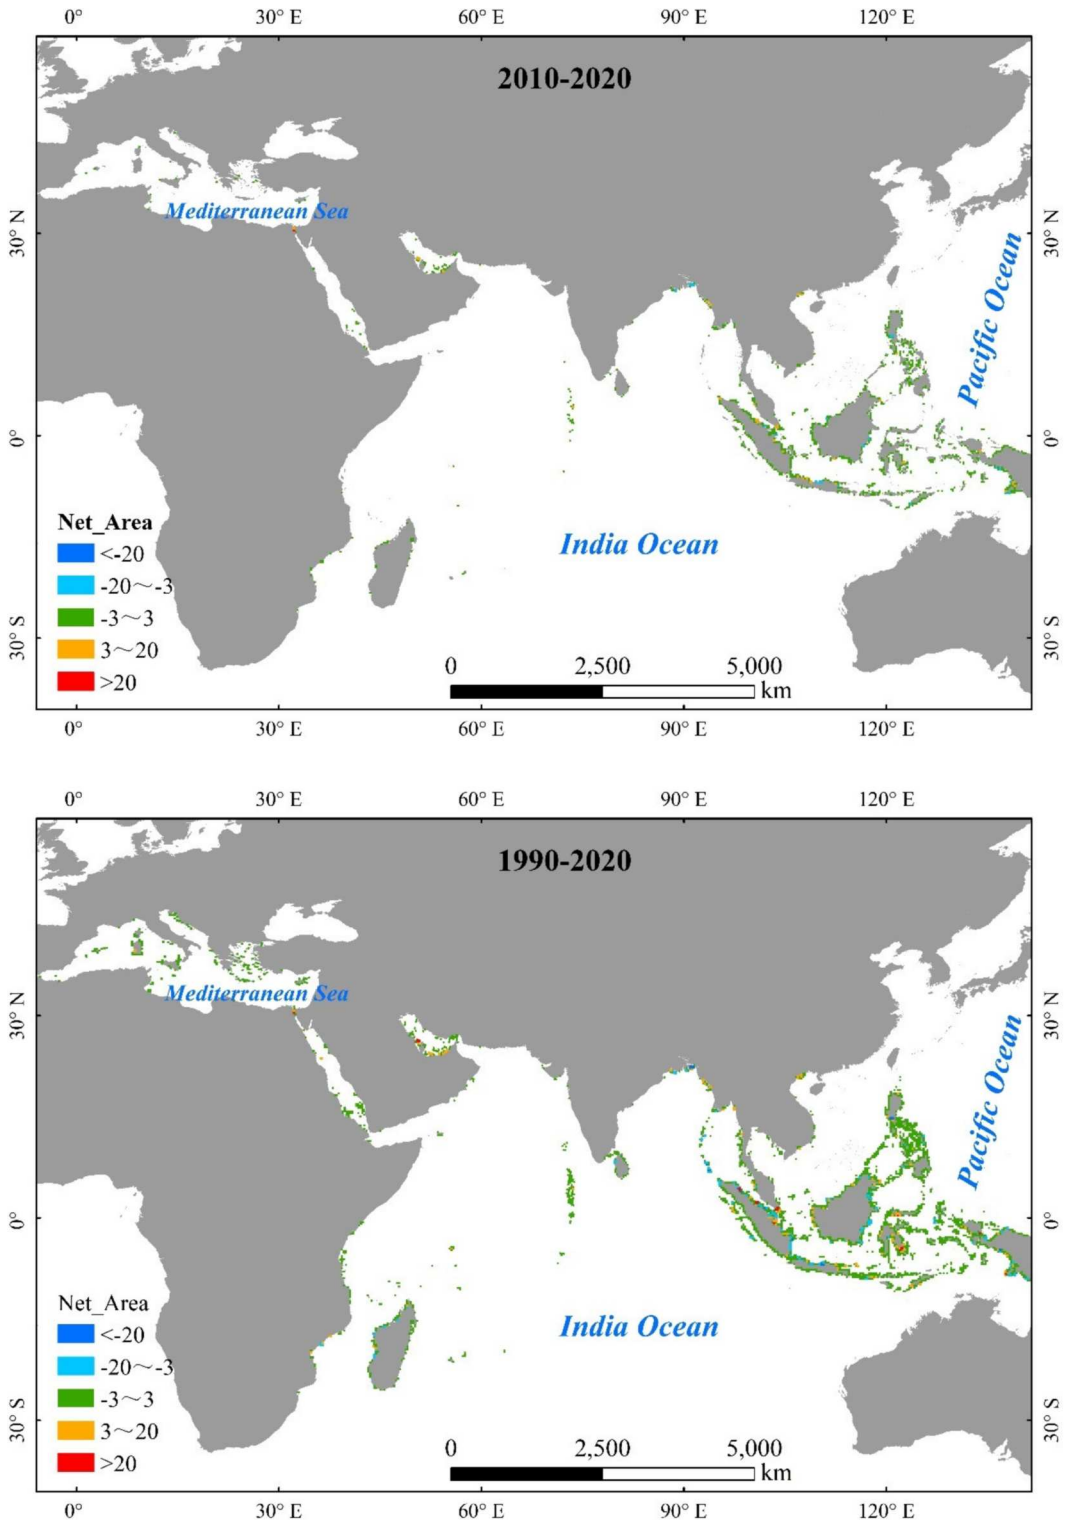 0° 30° E 60° E 90° E 120° E
2010-2020
Mediterranean Sea
30° N
30° N
Pacific Ocean
0°
0°
India Ocean
Net_Area
<-20
-20～-3
-3～3
3～20
>20
30° S
30° S
0 2,500 5,000
km
0° 30° E 60° E 90° E 120° E
0° 30° E 60° E 90° E 120° E
1990-2020
Mediterranean Sea
30° N
30° N
Pacific Ocean
0°
0°
India Ocean
Net_Area
<-20
-20～-3
-3～3
3～20
>20
30° S
30° S
0 2,500 5,000
km
0° 30° E 60° E 90° E 120° E